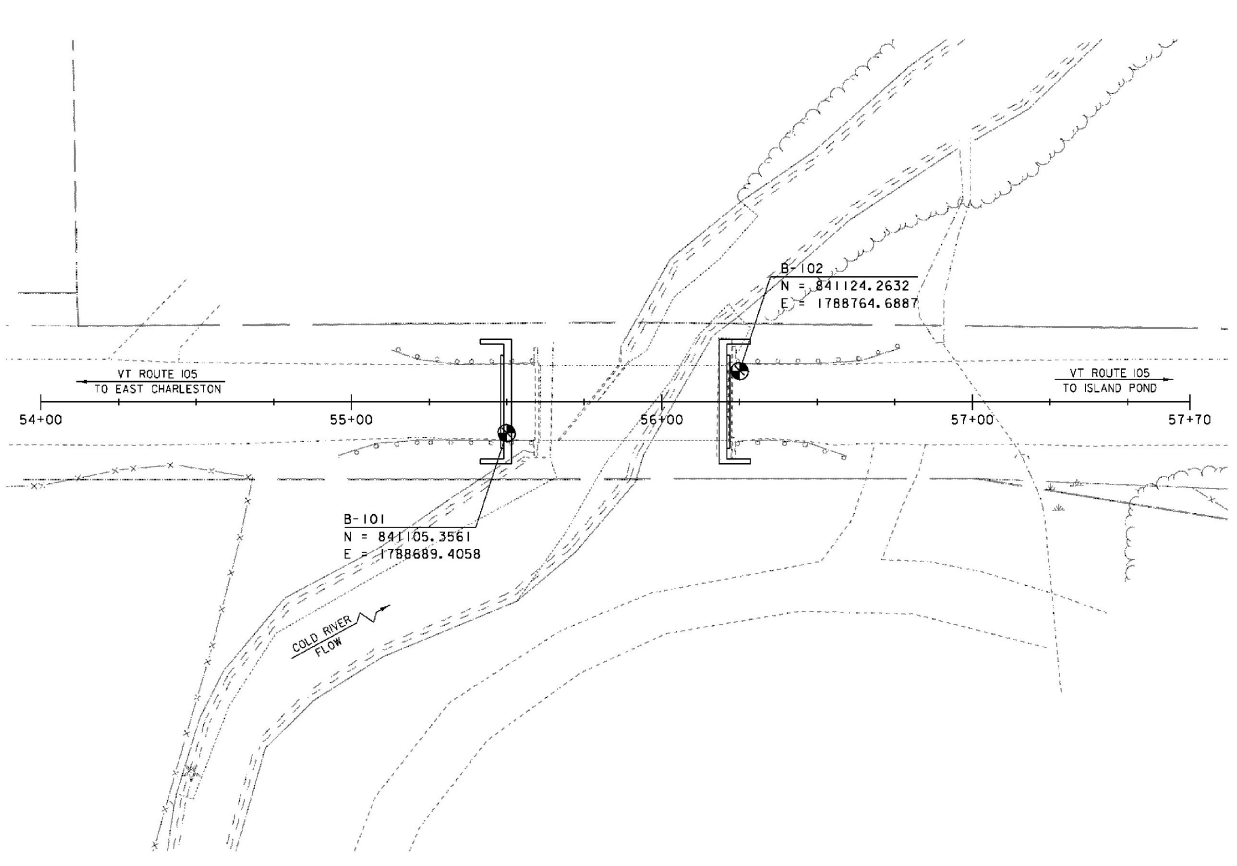 B-102
N = 841124.2632
E = 1788764.6887
VT ROUTE 105
TO EAST CHARLESTON
VT ROUTE 105
TO ISLAND POND
54+00
55+00
56+00
57+00
57+70
B-101
N = 841105.3561
E = 1788689.4058
COLD RIVER
FLOW